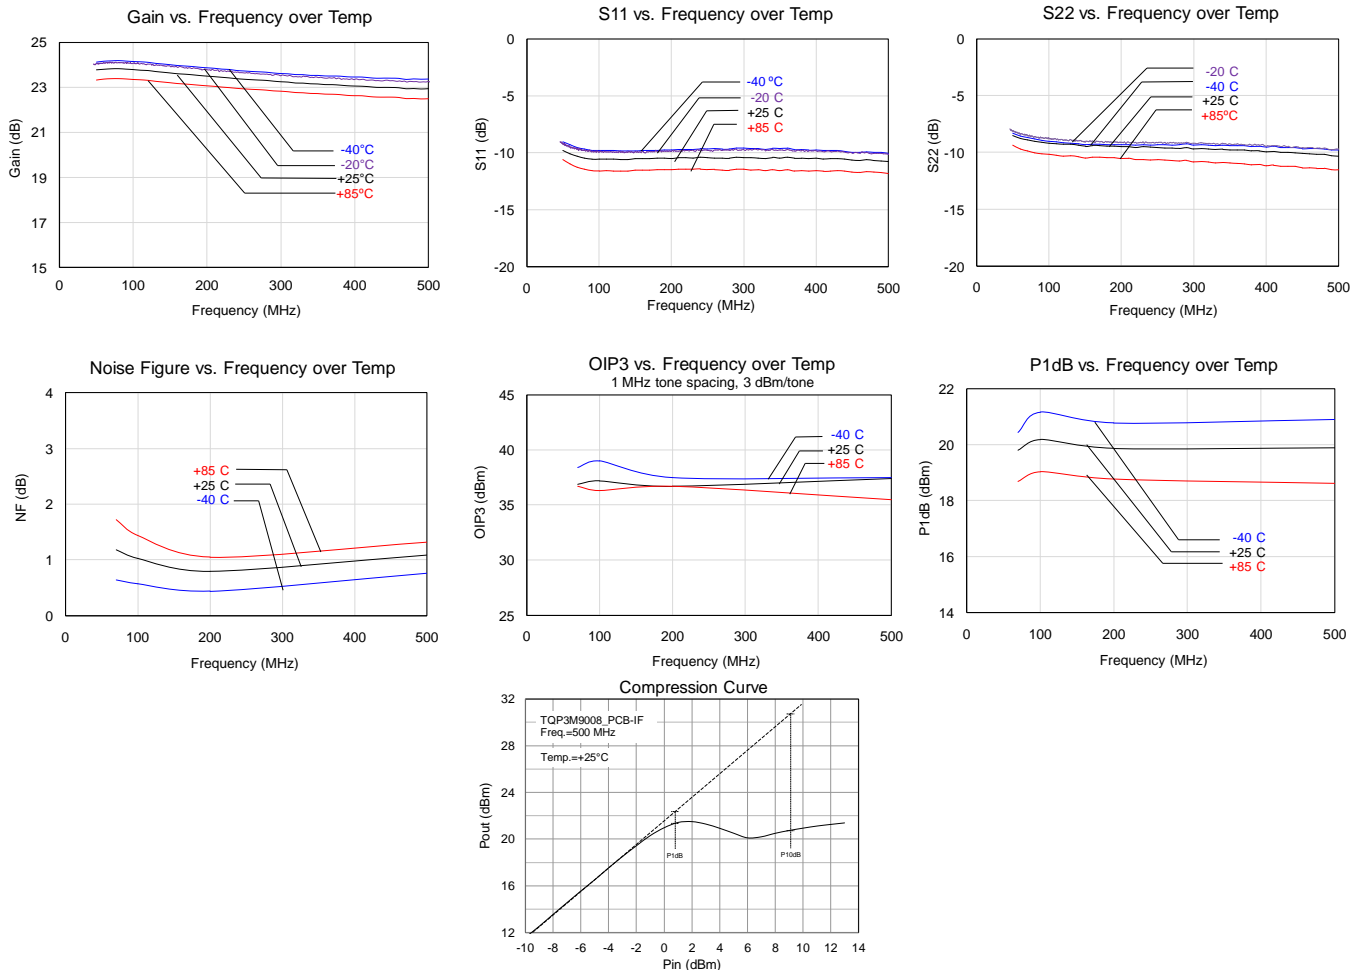 Gain vs. Frequency over Temp
25
23
21
19
17
15
Gain (dB)
-40°C
-20°C
+25°C
+85ºC
0
100
200
300
400
500
Frequency (MHz)
S11 vs. Frequency over Temp
0
-5
-10
-15
-20
S11 (dB)
-40 ºC
-20 C
+25 C
+85 C
0
100
200
300
400
500
Frequency (MHz)
S22 vs. Frequency over Temp
0
-5
-10
-15
-20
S22 (dB)
-20 C
-40 C
+25 C
+85ºC
0
100
200
300
400
500
Frequency (MHz)
Noise Figure vs. Frequency over Temp
4
3
2
1
0
NF (dB)
+85 C
+25 C
-40 C
0
100
200
300
400
500
Frequency (MHz)
OIP3 vs. Frequency over Temp
1 MHz tone spacing, 3 dBm/tone
45
40
35
30
25
OIP3 (dBm)
-40 C
+25 C
+85 C
0
100
200
300
400
500
Frequency (MHz)
P1dB vs. Frequency over Temp
22
20
18
16
14
P1dB (dBm)
-40 C
+25 C
+85 C
0
100
200
300
400
500
Frequency (MHz)
Compression Curve
32
28
24
20
16
12
Pout (dBm)
TQP3M9008_PCB-IF
Freq.=500 MHz
Temp.=+25°C
P1dB
P10dB
-10
-8
-6
-4
-2
0
2
4
6
8
10
12
14
Pin (dBm)